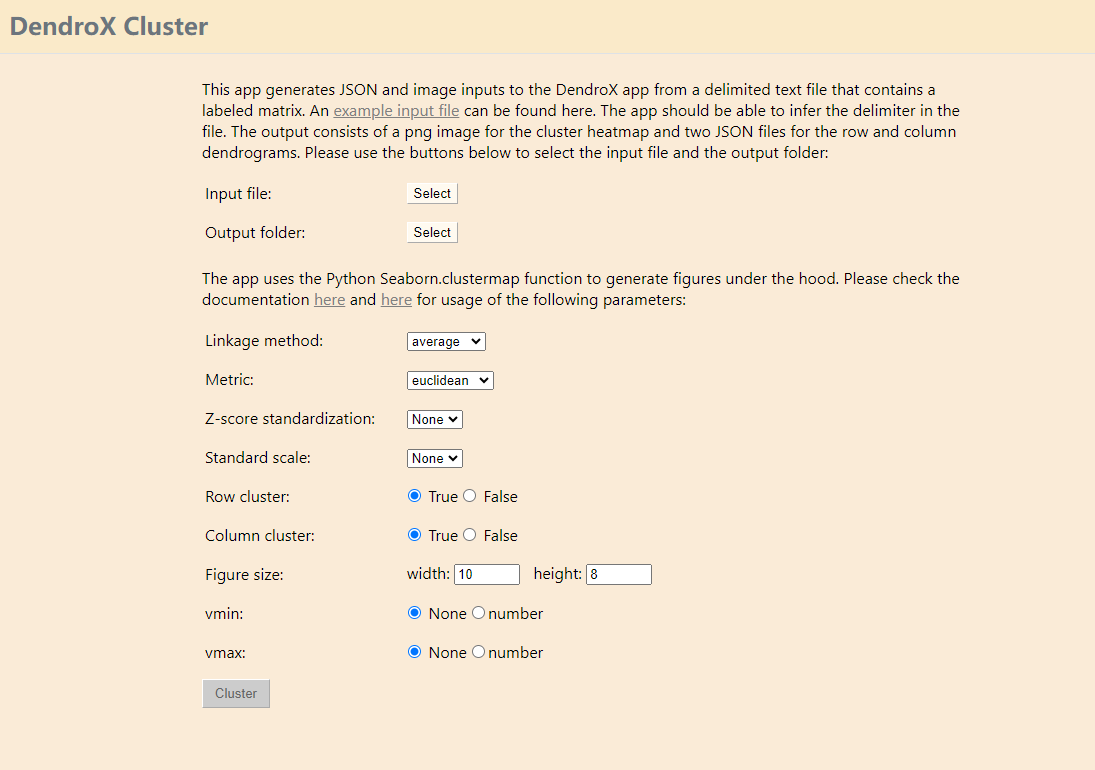 DendroX Cluster
This app generates JSON and image inputs to the DendroX app from a delimited text file that contains a
labeled matrix. An example input file can be found here. The app should be able to infer the delimiter in the
file. The output consists of a png image for the cluster heatmap and two JSON files for the row and column
dendrograms. Please use the buttons below to select the input file and the output folder:
Input file: Select
Output folder: Select
The app uses the Python Seaborn.clustermap function to generate figures under the hood. Please check the
documentation here and here for usage of the following parameters:
Linkage method: average
Metric: euclidean
Z-score standardization: None
Standard scale: None
Row cluster: True False
Column cluster: True False
Figure size: width: 10 height: 8
vmin: None number
vmax: None number
Cluster